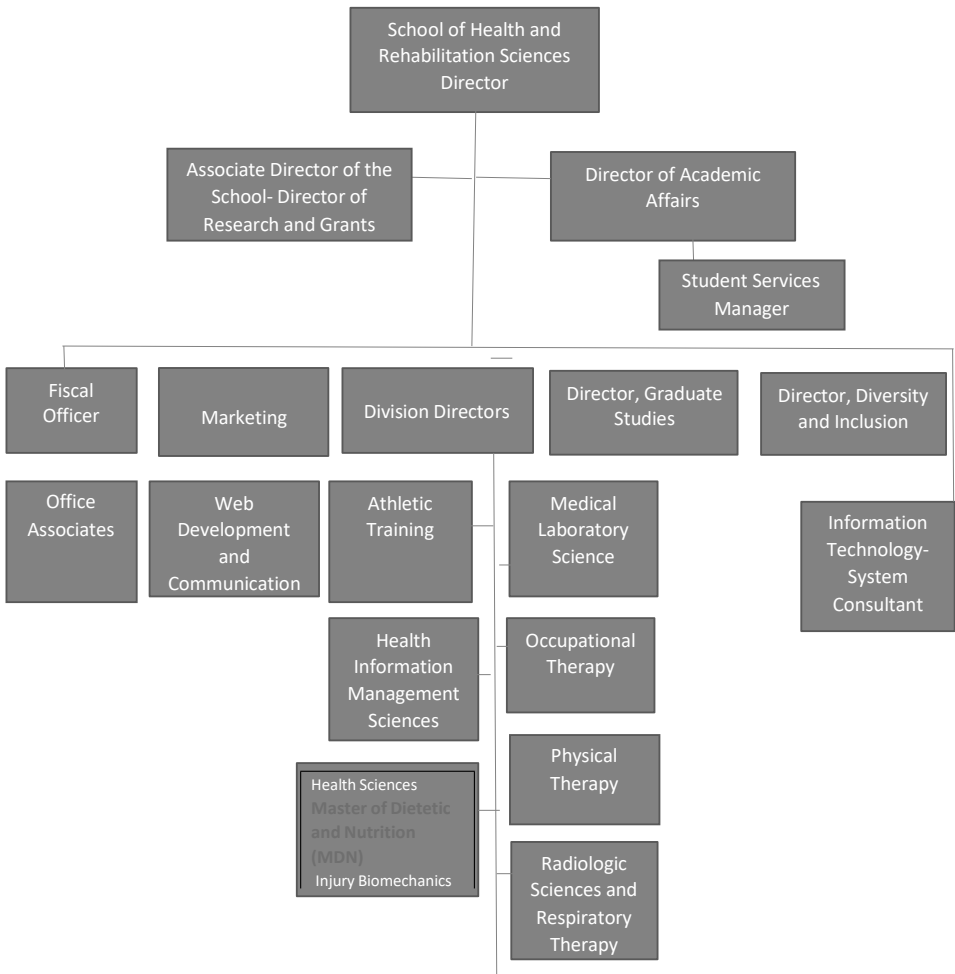 School of Health and
Rehabilitation Sciences
Director
Associate Director of the
School- Director of
Research and Grants
Director of Academic
Affairs
Student Services
Manager
Fiscal
Officer
Marketing
Division Directors
Director, Graduate
Studies
Director, Diversity
and Inclusion
Office
Associates
Web
Development
and
Communication
Athletic
Training
Medical
Laboratory
Science
Information
Technology-
System
Consultant
Health
Information
Management
Sciences
Occupational
Therapy
Physical
Therapy
Health Sciences
Master of Dietetic
and Nutrition
(MDN)
Injury Biomechanics
Radiologic
Sciences and
Respiratory
Therapy